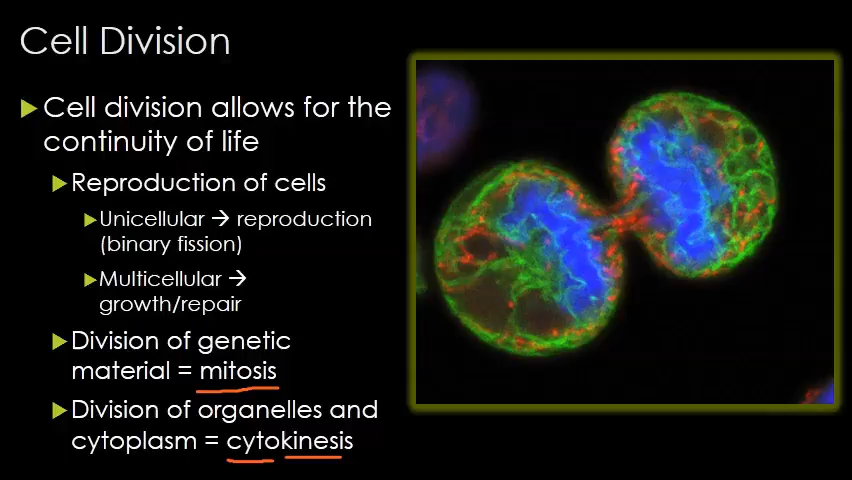 Cell Division
Cell division allows for the
continuity of life
Reproduction of cells
Unicellular → reproduction
(binary fission)
Multicellular →
growth/repair
Division of genetic
material = mitosis
Division of organelles and
cytoplasm = cytokinesis